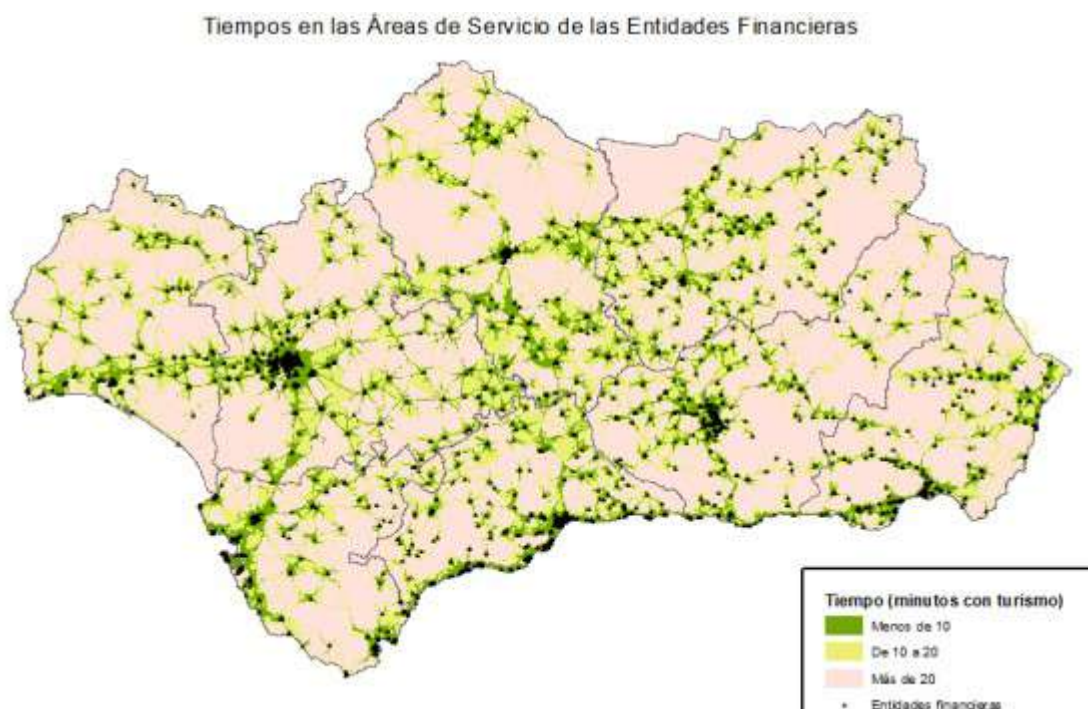 Tiempos en las Áreas de Servicio de las Entidades Financieras
Tiempo (minutos con turismo)
Menos de 10
De 10 a 20
Más de 20
Entidades financieras